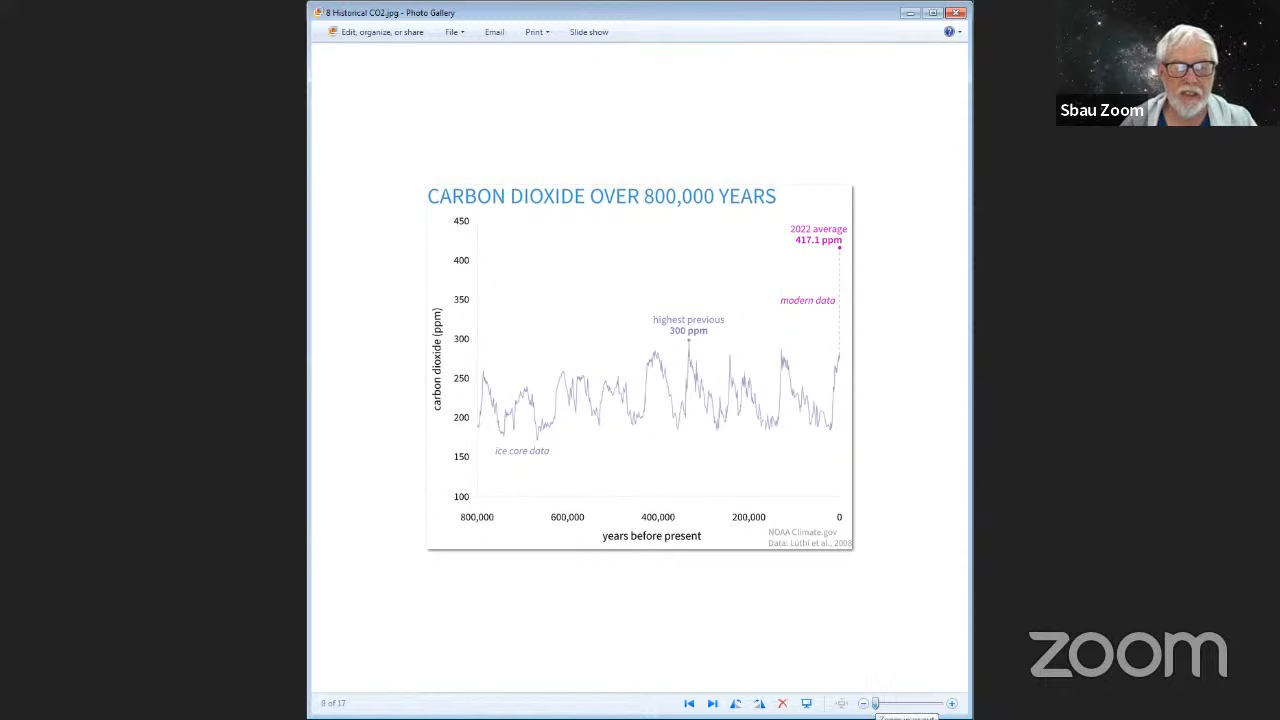 8 Historical CO2.jpg - Photo Gallery
Edit, organize, or share File Email Print Slide show
Sbau Zoom
CARBON DIOXIDE OVER 800,000 YEARS
450
400
350
300
250
200
150
100
carbon dioxide (ppm)
2022 average
417.1 ppm
modern data
highest previous
300 ppm
ice core data
800,000 600,000 400,000 200,000 0
years before present
NOAA Climate.gov
Data: Lüthi et al., 2008
zoom
8 of 17